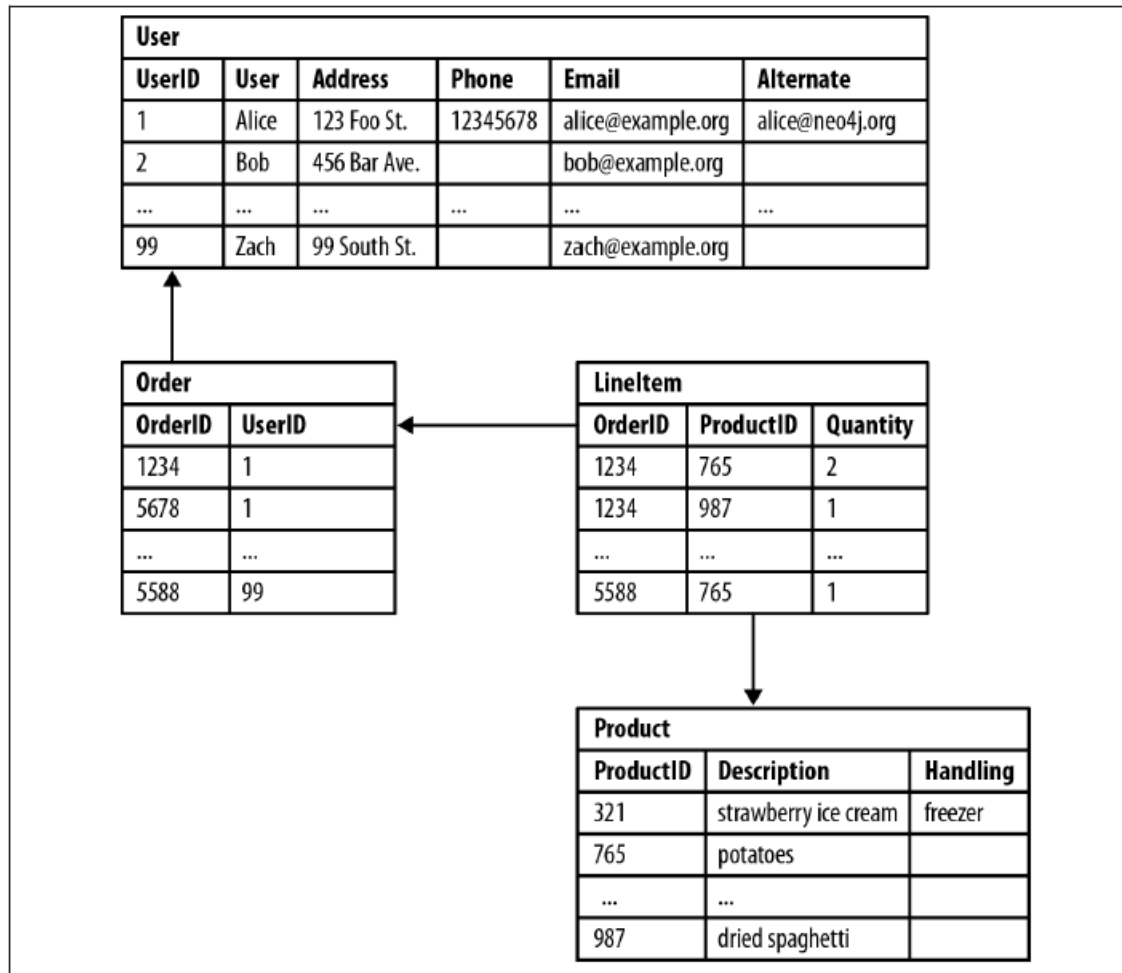 User
UserID User Address Phone Email Alternate
1 Alice 123 Foo St. 12345678 alice@example.org alice@neo4j.org
2 Bob 456 Bar Ave. bob@example.org
... ... ... ... ... ...
99 Zach 99 South St. zach@example.org
Order
OrderID UserID
1234 1
5678 1
... ...
5588 99
LineItem
OrderID ProductID Quantity
1234 765 2
1234 987 1
... ... ...
5588 765 1
Product
ProductID Description Handling
321 strawberry ice cream freezer
765 potatoes
... ...
987 dried spaghetti